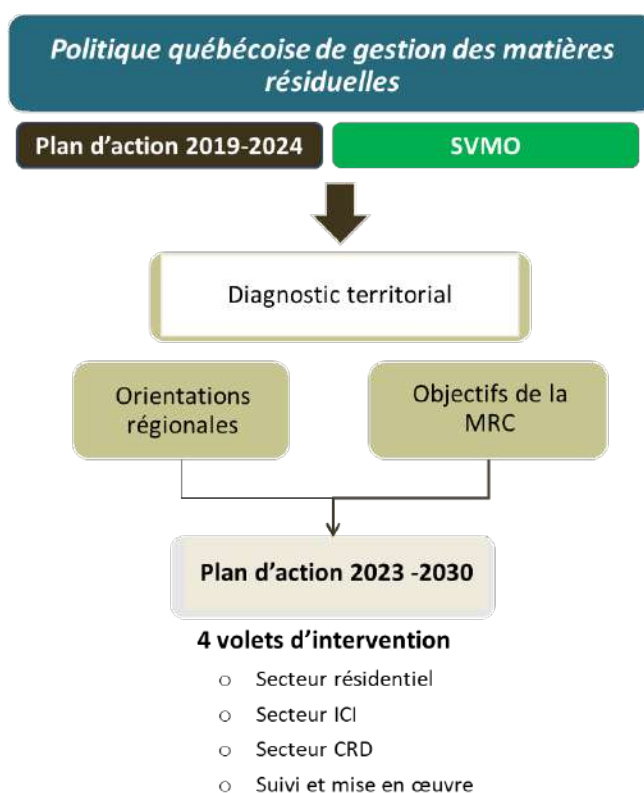 Politique québécoise de gestion des matières
résiduelles
Plan d'action 2019-2024
SVMO
Diagnostic territorial
Orientations
régionales
Objectifs de la
MRC
Plan d'action 2023 -2030
4 volets d'intervention
o Secteur résidentiel
o Secteur ICI
o Secteur CRD
o Suivi et mise en œuvre